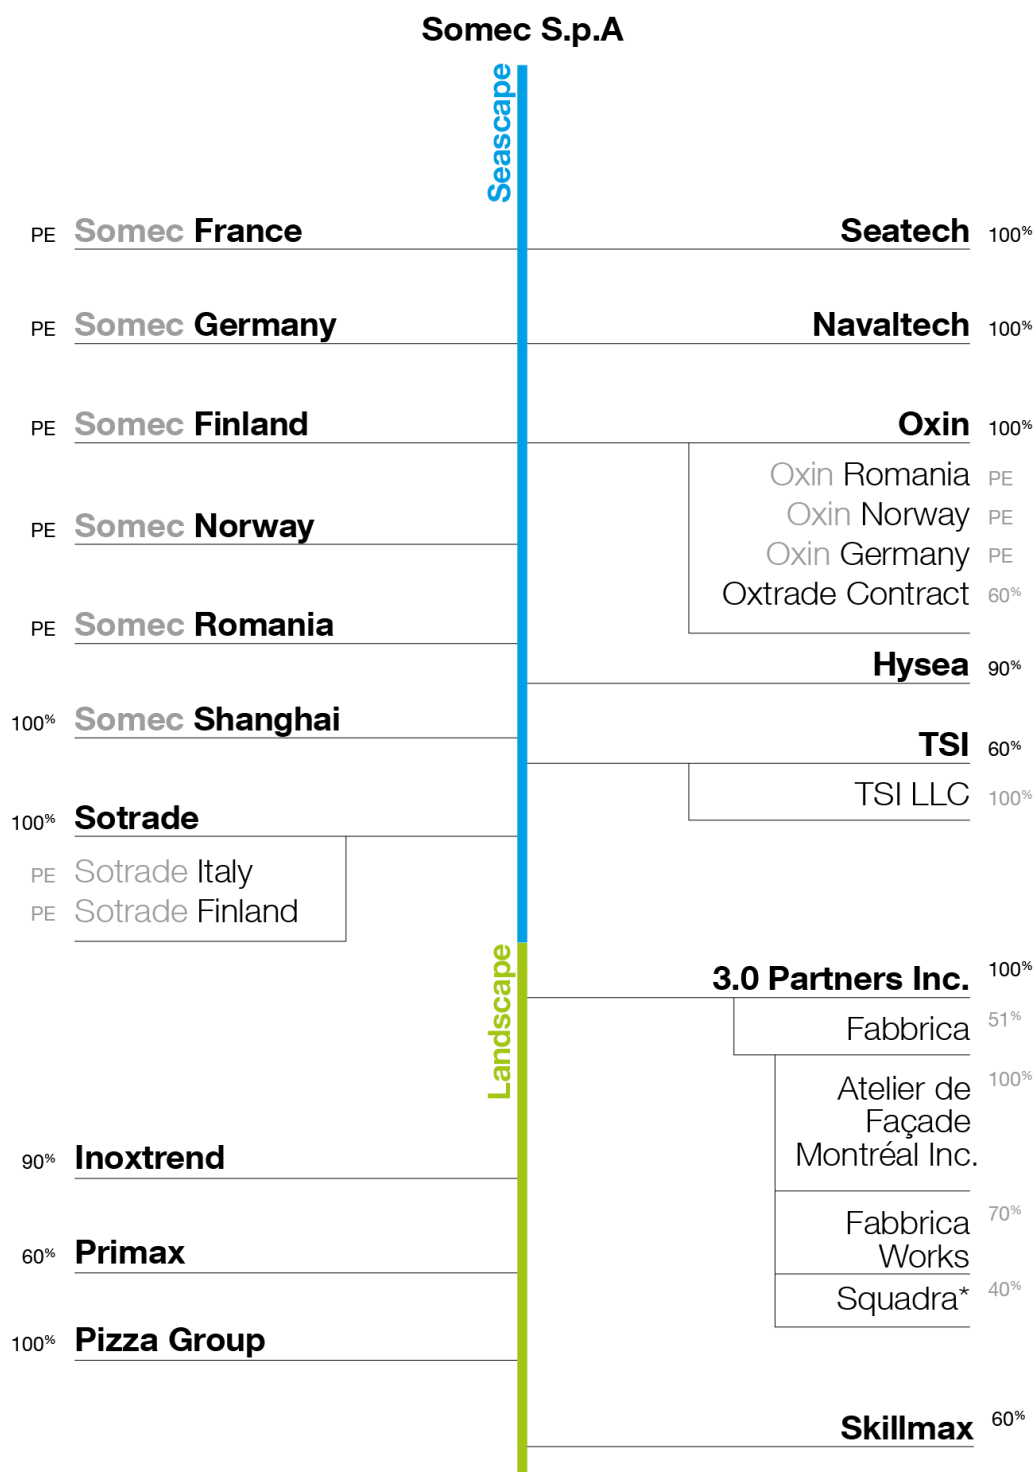 Somec S.p.A
Seascape
PE Somec France
PE Somec Germany
PE Somec Finland
PE Somec Norway
PE Somec Romania
100% Somec Shanghai
100% Sotrade
PE Sotrade Italy
PE Sotrade Finland
Seatech 100%
Navaltech 100%
Oxin 100%
Oxin Romania PE
Oxin Norway PE
Oxin Germany PE
Oxtrade Contract 60%
Hysea 90%
TSI 60%
TSI LLC 100%
Landscape
90% Inoxtrend
60% Primax
100% Pizza Group
3.0 Partners Inc. 100%
Fabbrica 51%
Atelier de 100%
Façade
Montréal Inc.
Fabbrica 70%
Works
Squadra* 40%
Skillmax 60%